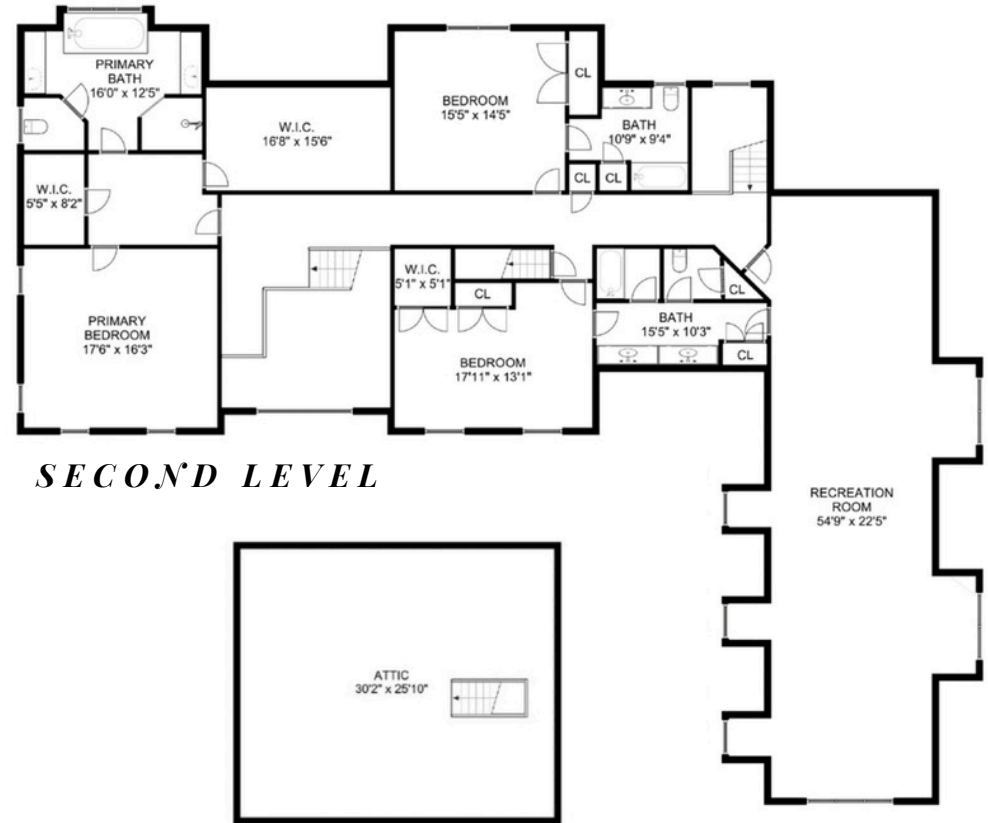 PRIMARY
BATH
16'0" x 12'5"
W.I.C.
16'8" x 15'6"
BEDROOM
15'5" x 14'5"
CL
BATH
10'9" x 9'4"
CL
CL
W.I.C.
5'5" x 8'2"
PRIMARY
BEDROOM
17'6" x 16'3"
W.I.C.
5'1" x 5'1"
CL
BEDROOM
17'11" x 13'1"
CL
BATH
15'5" x 10'3"
CL
SECOND LEVEL
RECREATION
ROOM
54'9" x 22'5"
ATTIC
30'2" x 25'10"